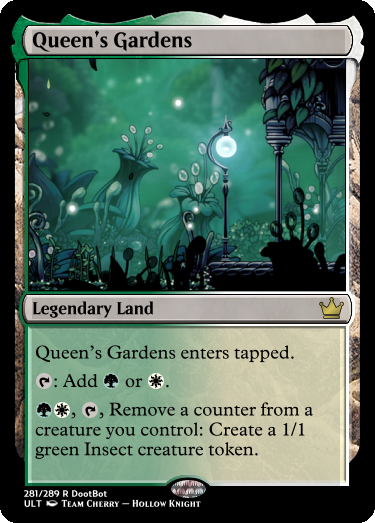 Queen's Gardens
Legendary Land
Queen's Gardens enters tapped.
: Add or .
, , Remove a counter from a
creature you control: Create a 1/1
green Insect creature token.
281/289 R DootBot
ULT Team Cherry – Hollow Knight